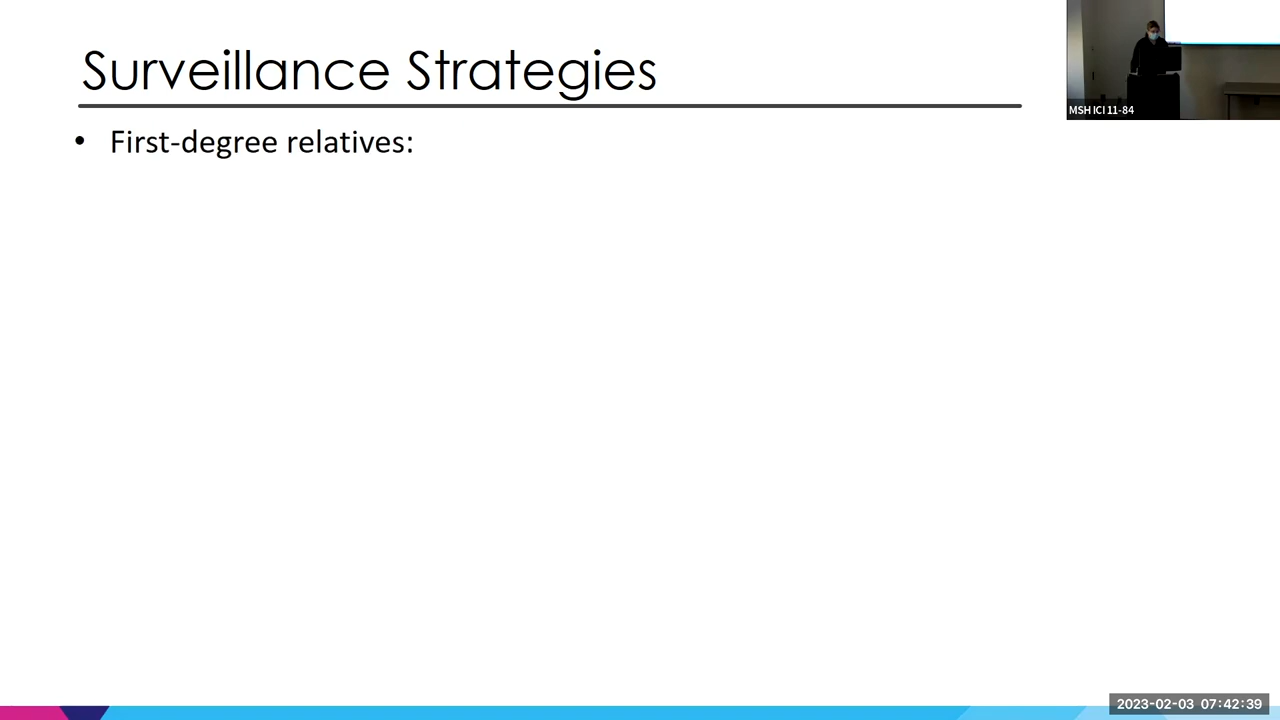 Surveillance Strategies
• First-degree relatives:
MSH ICI 11-84
2023-02-03 07:42:39